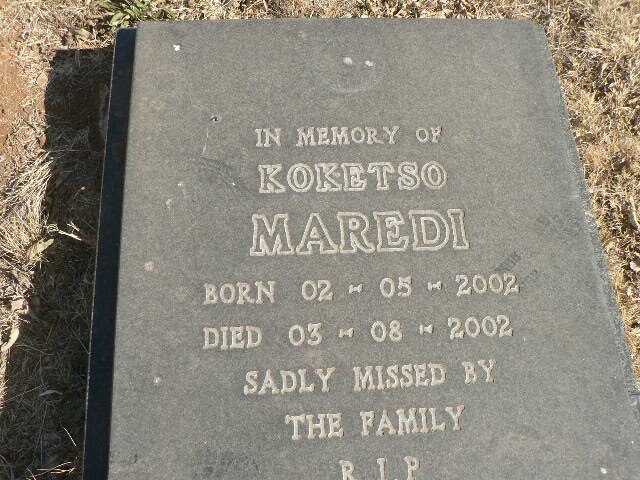 IN MEMORY OF
KOKETSO
MAREDI
BORN 02 - 05 - 2002
DIED 03 - 08 - 2002
SADLY MISSED BY
THE FAMILY
R.I.P